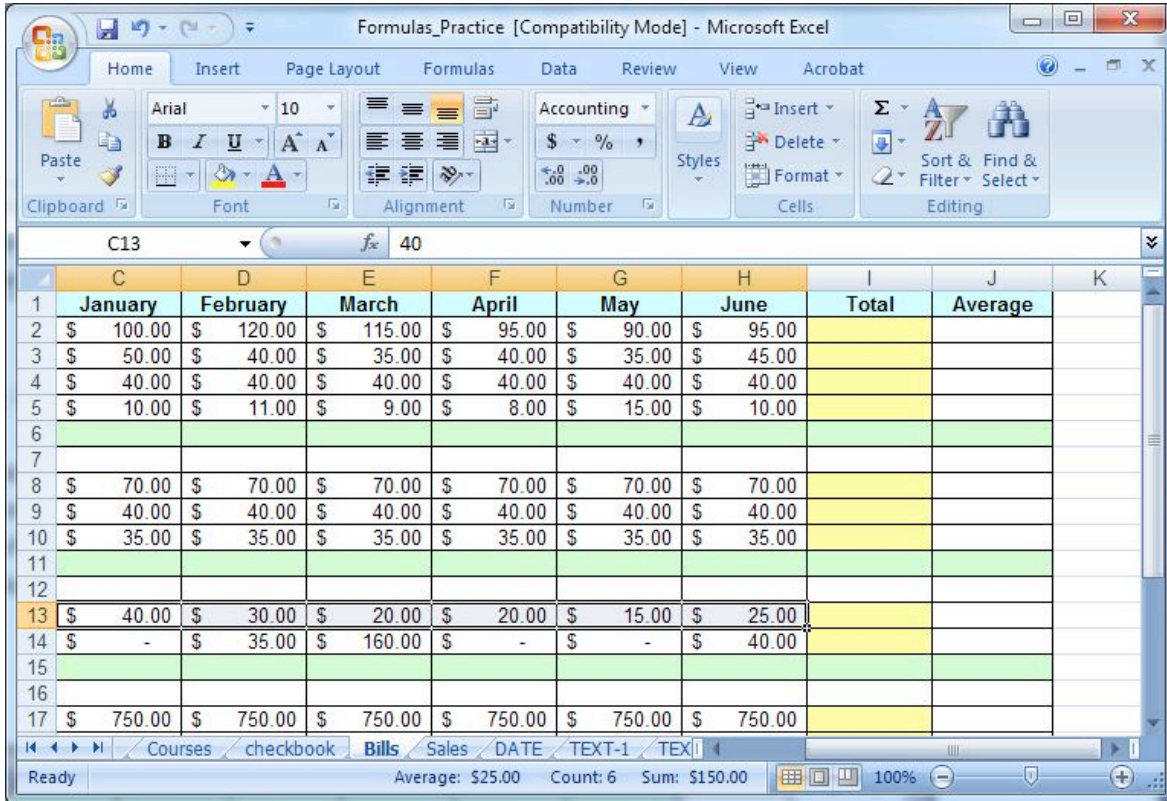 Formulas_Practice [Compatibility Mode] - Microsoft Excel
Home Insert Page Layout Formulas Data Review View Acrobat
Paste
Arial 10
B I U A A
Accounting
$ % ,
.0 .00 .00 .0
Styles
Insert
Delete
Format
Σ
Sort & Filter
Find & Select
Clipboard Font Alignment Number Cells Editing
C13 fx 40
C D E F G H I J K
1 January February March April May June Total Average
2 $ 100.00 $ 120.00 $ 115.00 $ 95.00 $ 90.00 $ 95.00
3 $ 50.00 $ 40.00 $ 35.00 $ 40.00 $ 35.00 $ 45.00
4 $ 40.00 $ 40.00 $ 40.00 $ 40.00 $ 40.00 $ 40.00
5 $ 10.00 $ 11.00 $ 9.00 $ 8.00 $ 15.00 $ 10.00
6
7
8 $ 70.00 $ 70.00 $ 70.00 $ 70.00 $ 70.00 $ 70.00
9 $ 40.00 $ 40.00 $ 40.00 $ 40.00 $ 40.00 $ 40.00
10 $ 35.00 $ 35.00 $ 35.00 $ 35.00 $ 35.00 $ 35.00
11
12
13 $ 40.00 $ 30.00 $ 20.00 $ 20.00 $ 15.00 $ 25.00
14 $ - $ 35.00 $ 160.00 $ - $ - $ 40.00
15
16
17 $ 750.00 $ 750.00 $ 750.00 $ 750.00 $ 750.00 $ 750.00
Courses checkbook Bills Sales DATE TEXT-1 TEX
Ready Average: $25.00 Count: 6 Sum: $150.00 100%